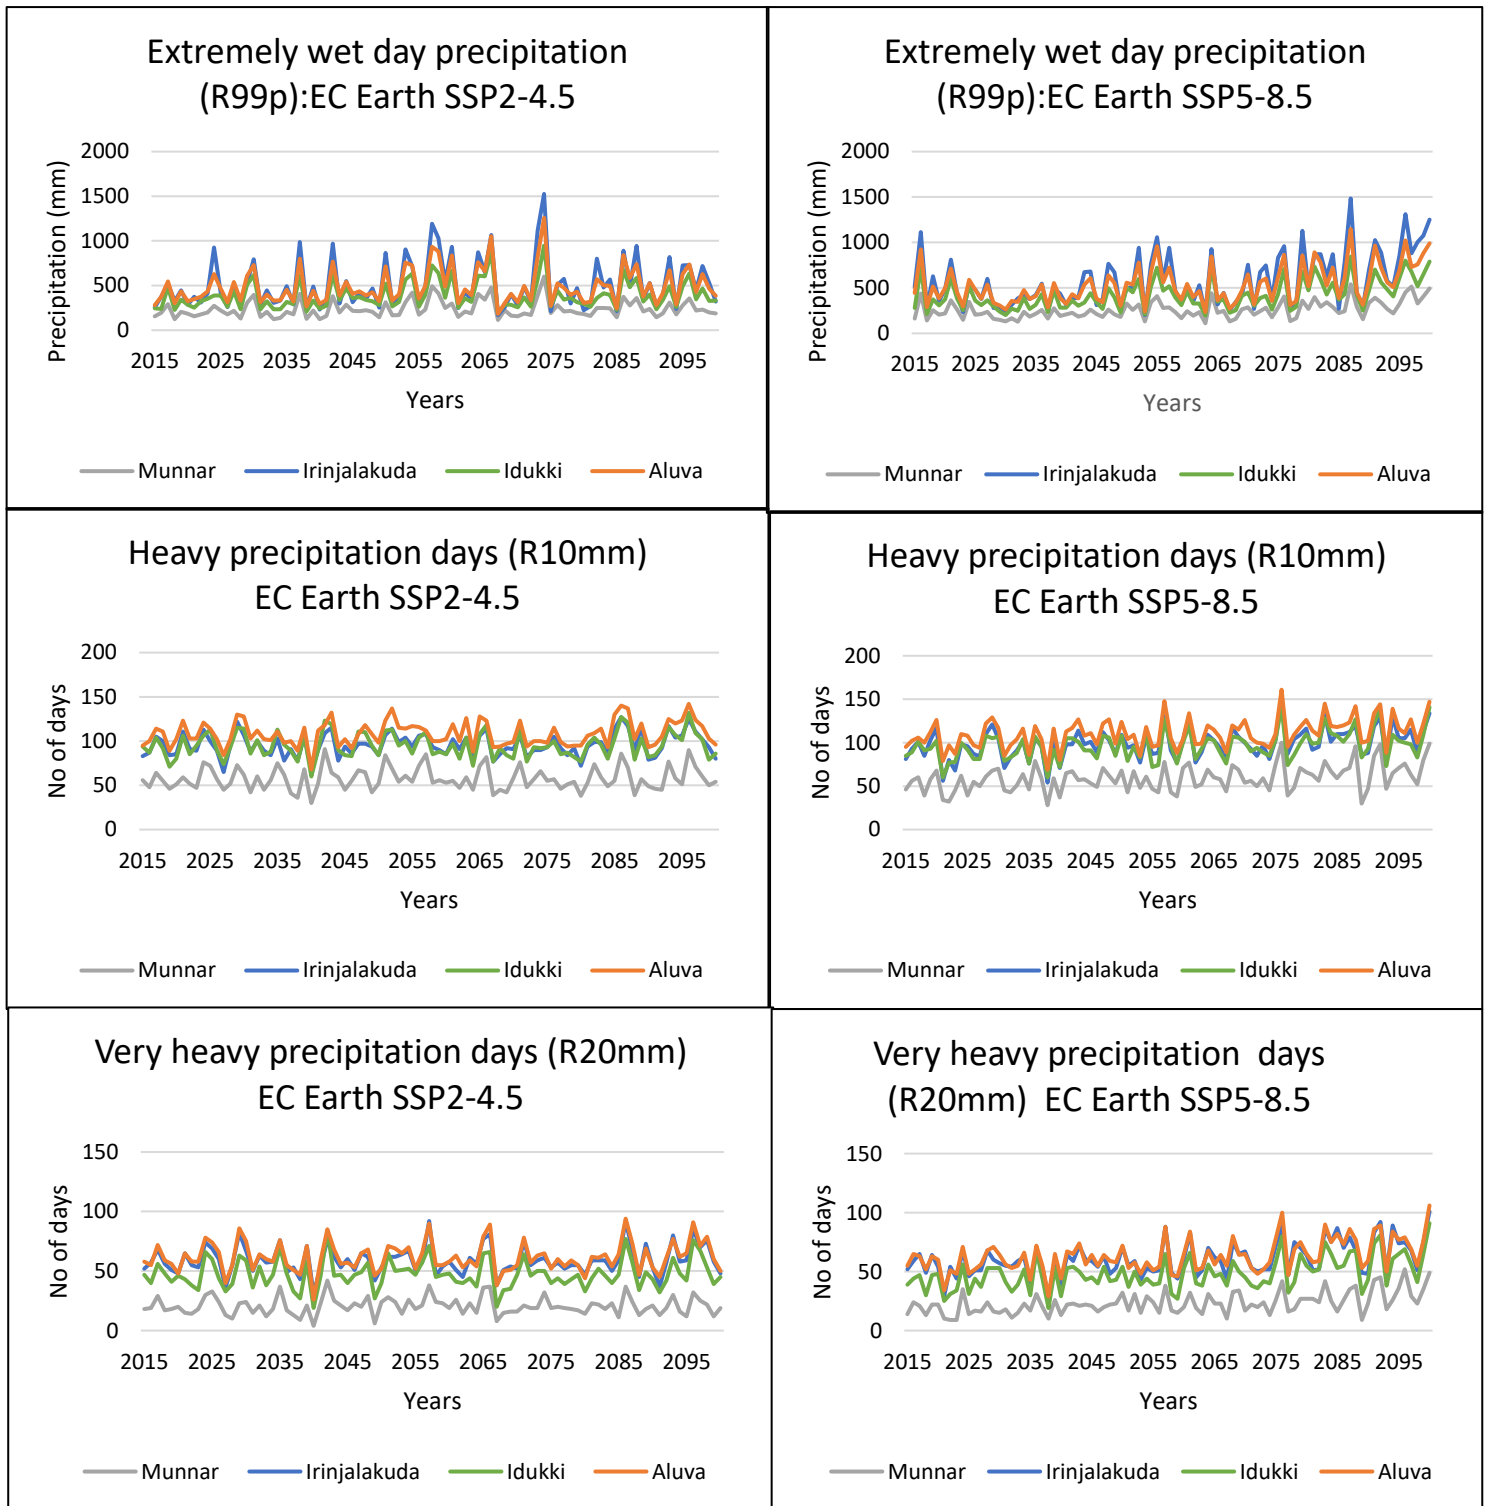 Extremely wet day precipitation
(R99p):EC Earth SSP2-4.5
Precipitation (mm)
2000
1500
1000
500
0
2015 2025 2035 2045 2055 2065 2075 2085 2095
Years
Munnar Irinjalakuda Idukki Aluva
Extremely wet day precipitation
(R99p):EC Earth SSP5-8.5
Precipitation (mm)
2000
1500
1000
500
0
2015 2025 2035 2045 2055 2065 2075 2085 2095
Years
Munnar Irinjalakuda Idukki Aluva
Heavy precipitation days (R10mm)
EC Earth SSP2-4.5
No of days
200
150
100
50
0
2015 2025 2035 2045 2055 2065 2075 2085 2095
Years
Munnar Irinjalakuda Idukki Aluva
Heavy precipitation days (R10mm)
EC Earth SSP5-8.5
No of days
200
150
100
50
0
2015 2025 2035 2045 2055 2065 2075 2085 2095
Years
Munnar Irinjalakuda Idukki Aluva
Very heavy precipitation days (R20mm)
EC Earth SSP2-4.5
No of days
150
100
50
0
2015 2025 2035 2045 2055 2065 2075 2085 2095
Years
Munnar Irinjalakuda Idukki Aluva
Very heavy precipitation days
(R20mm) EC Earth SSP5-8.5
No of days
150
100
50
0
2015 2025 2035 2045 2055 2065 2075 2085 2095
Years
Munnar Irinjalakuda Idukki Aluva